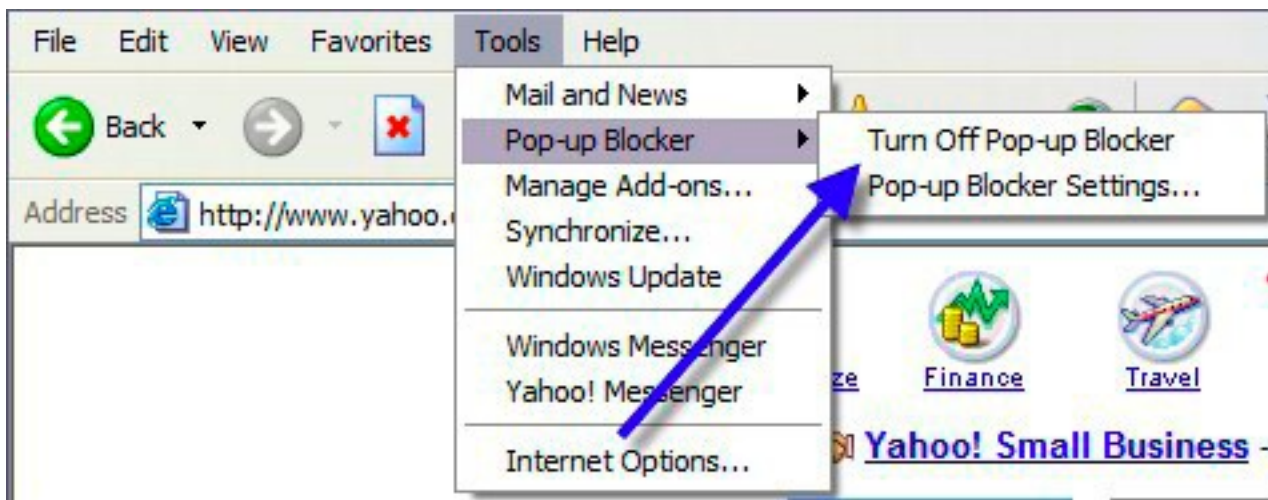 File Edit View Favorites Tools Help
Back
Address http://www.yahoo.
Mail and News
Pop-up Blocker
Manage Add-ons...
Synchronize...
Windows Update
Windows Messenger
Yahoo! Messenger
Internet Options...
Turn Off Pop-up Blocker
Pop-up Blocker Settings...
ze Finance Travel
Yahoo! Small Business -